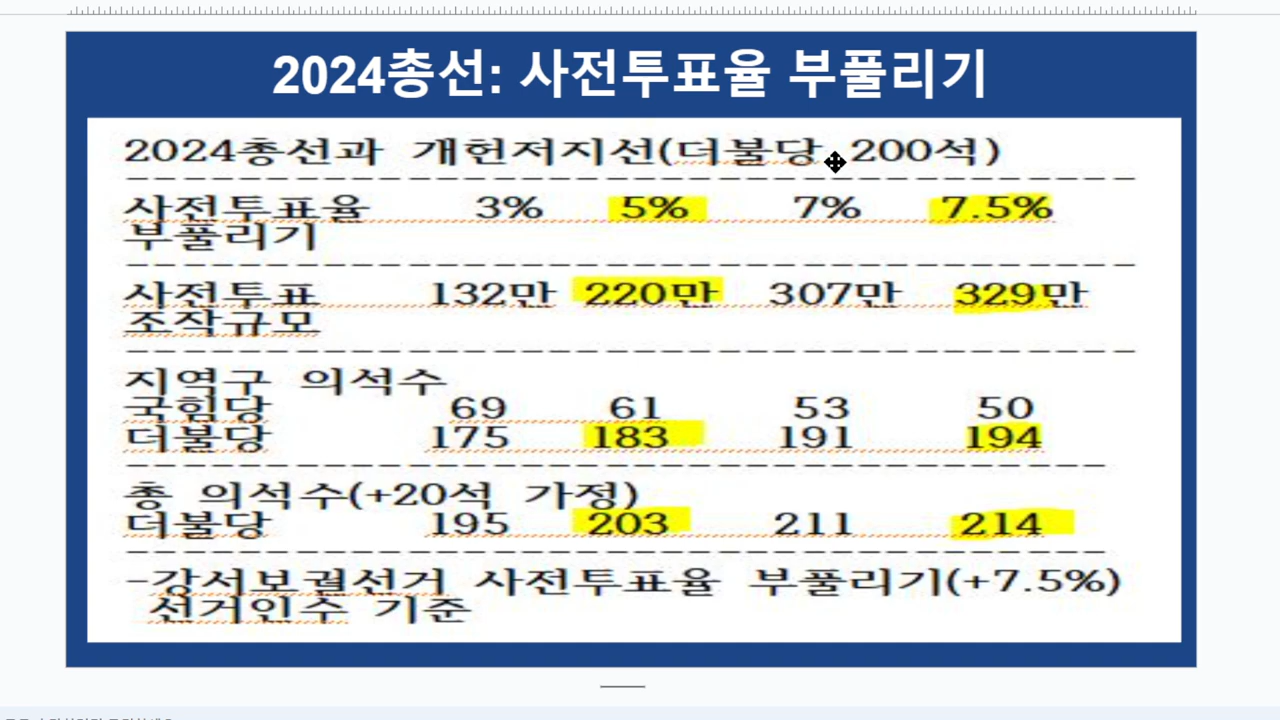 2024총선: 사전투표율 부풀리기
2024총선과 개헌저지선(더불당 200석)
사전투표율 3% 5% 7% 7.5%
부풀리기
사전투표 132만 220만 307만 329만
조작규모
지역구 의석수
국힘당 69 61 53 50
더불당 175 183 191 194
총 의석수(+20석 가정)
더불당 195 203 211 214
-강서보궐선거 사전투표율 부풀리기(+7.5%)
선거인수 기준